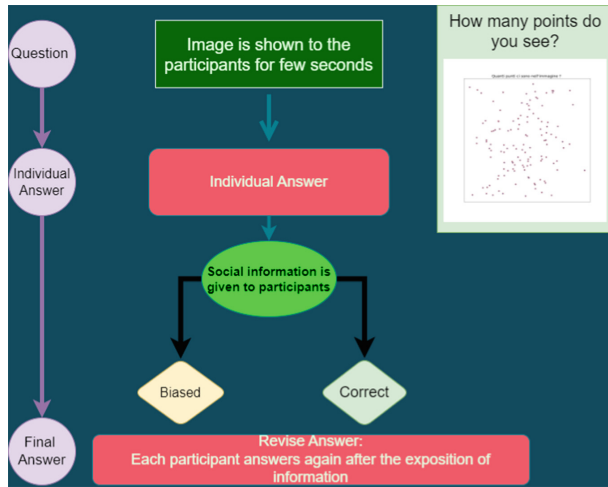 Question
Image is shown to the
participants for few seconds
How many points do
you see?
Individual
Answer
Individual Answer
Social information is
given to participants
Biased
Correct
Final
Answer
Revise Answer:
Each participant answers again after the exposition of
information